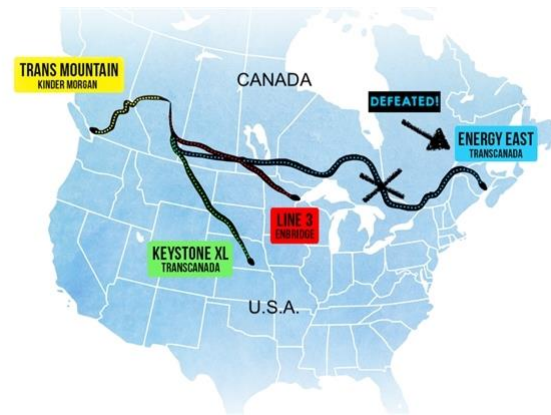 TRANS MOUNTAIN
KINDER MORGAN
CANADA
DEFEATED!
ENERGY EAST
TRANSCANADA
LINE 3
ENBRIDGE
KEYSTONE XL
TRANSCANADA
U.S.A.